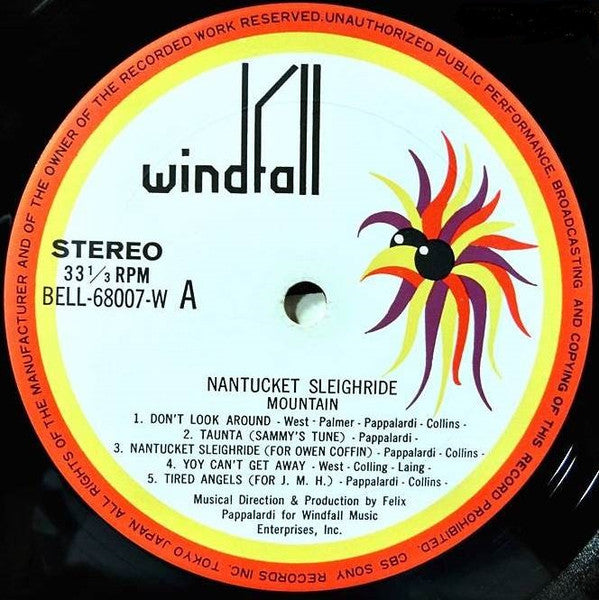 ALL RIGHTS OF THE MANUFACTURER AND OF THE OWNER OF THE RECORDED WORK RESERVED. UNAUTHORIZED PUBLIC PERFORMANCE, BROADCASTING AND COPYING OF THIS RECORD PROHIBITED. CBS SONY RECORDS INC. TOKYO JAPAN.
windfall
STEREO
33 1/3 RPM
BELL-68007-W A
NANTUCKET SLEIGHRIDE
MOUNTAIN
1. DON'T LOOK AROUND - West - Palmer - Pappalardi - Collins -
2. TAUNTA (SAMMY'S TUNE) - Pappalardi -
3. NANTUCKET SLEIGHRIDE (FOR OWEN COFFIN) - Pappalardi - Collins -
4. YOY CAN'T GET AWAY - West - Colling - Laing -
5. TIRED ANGELS (FOR J. M. H.) - Pappalardi - Collins -
Musical Direction & Production by Felix
Pappalardi for Windfall Music
Enterprises, Inc.